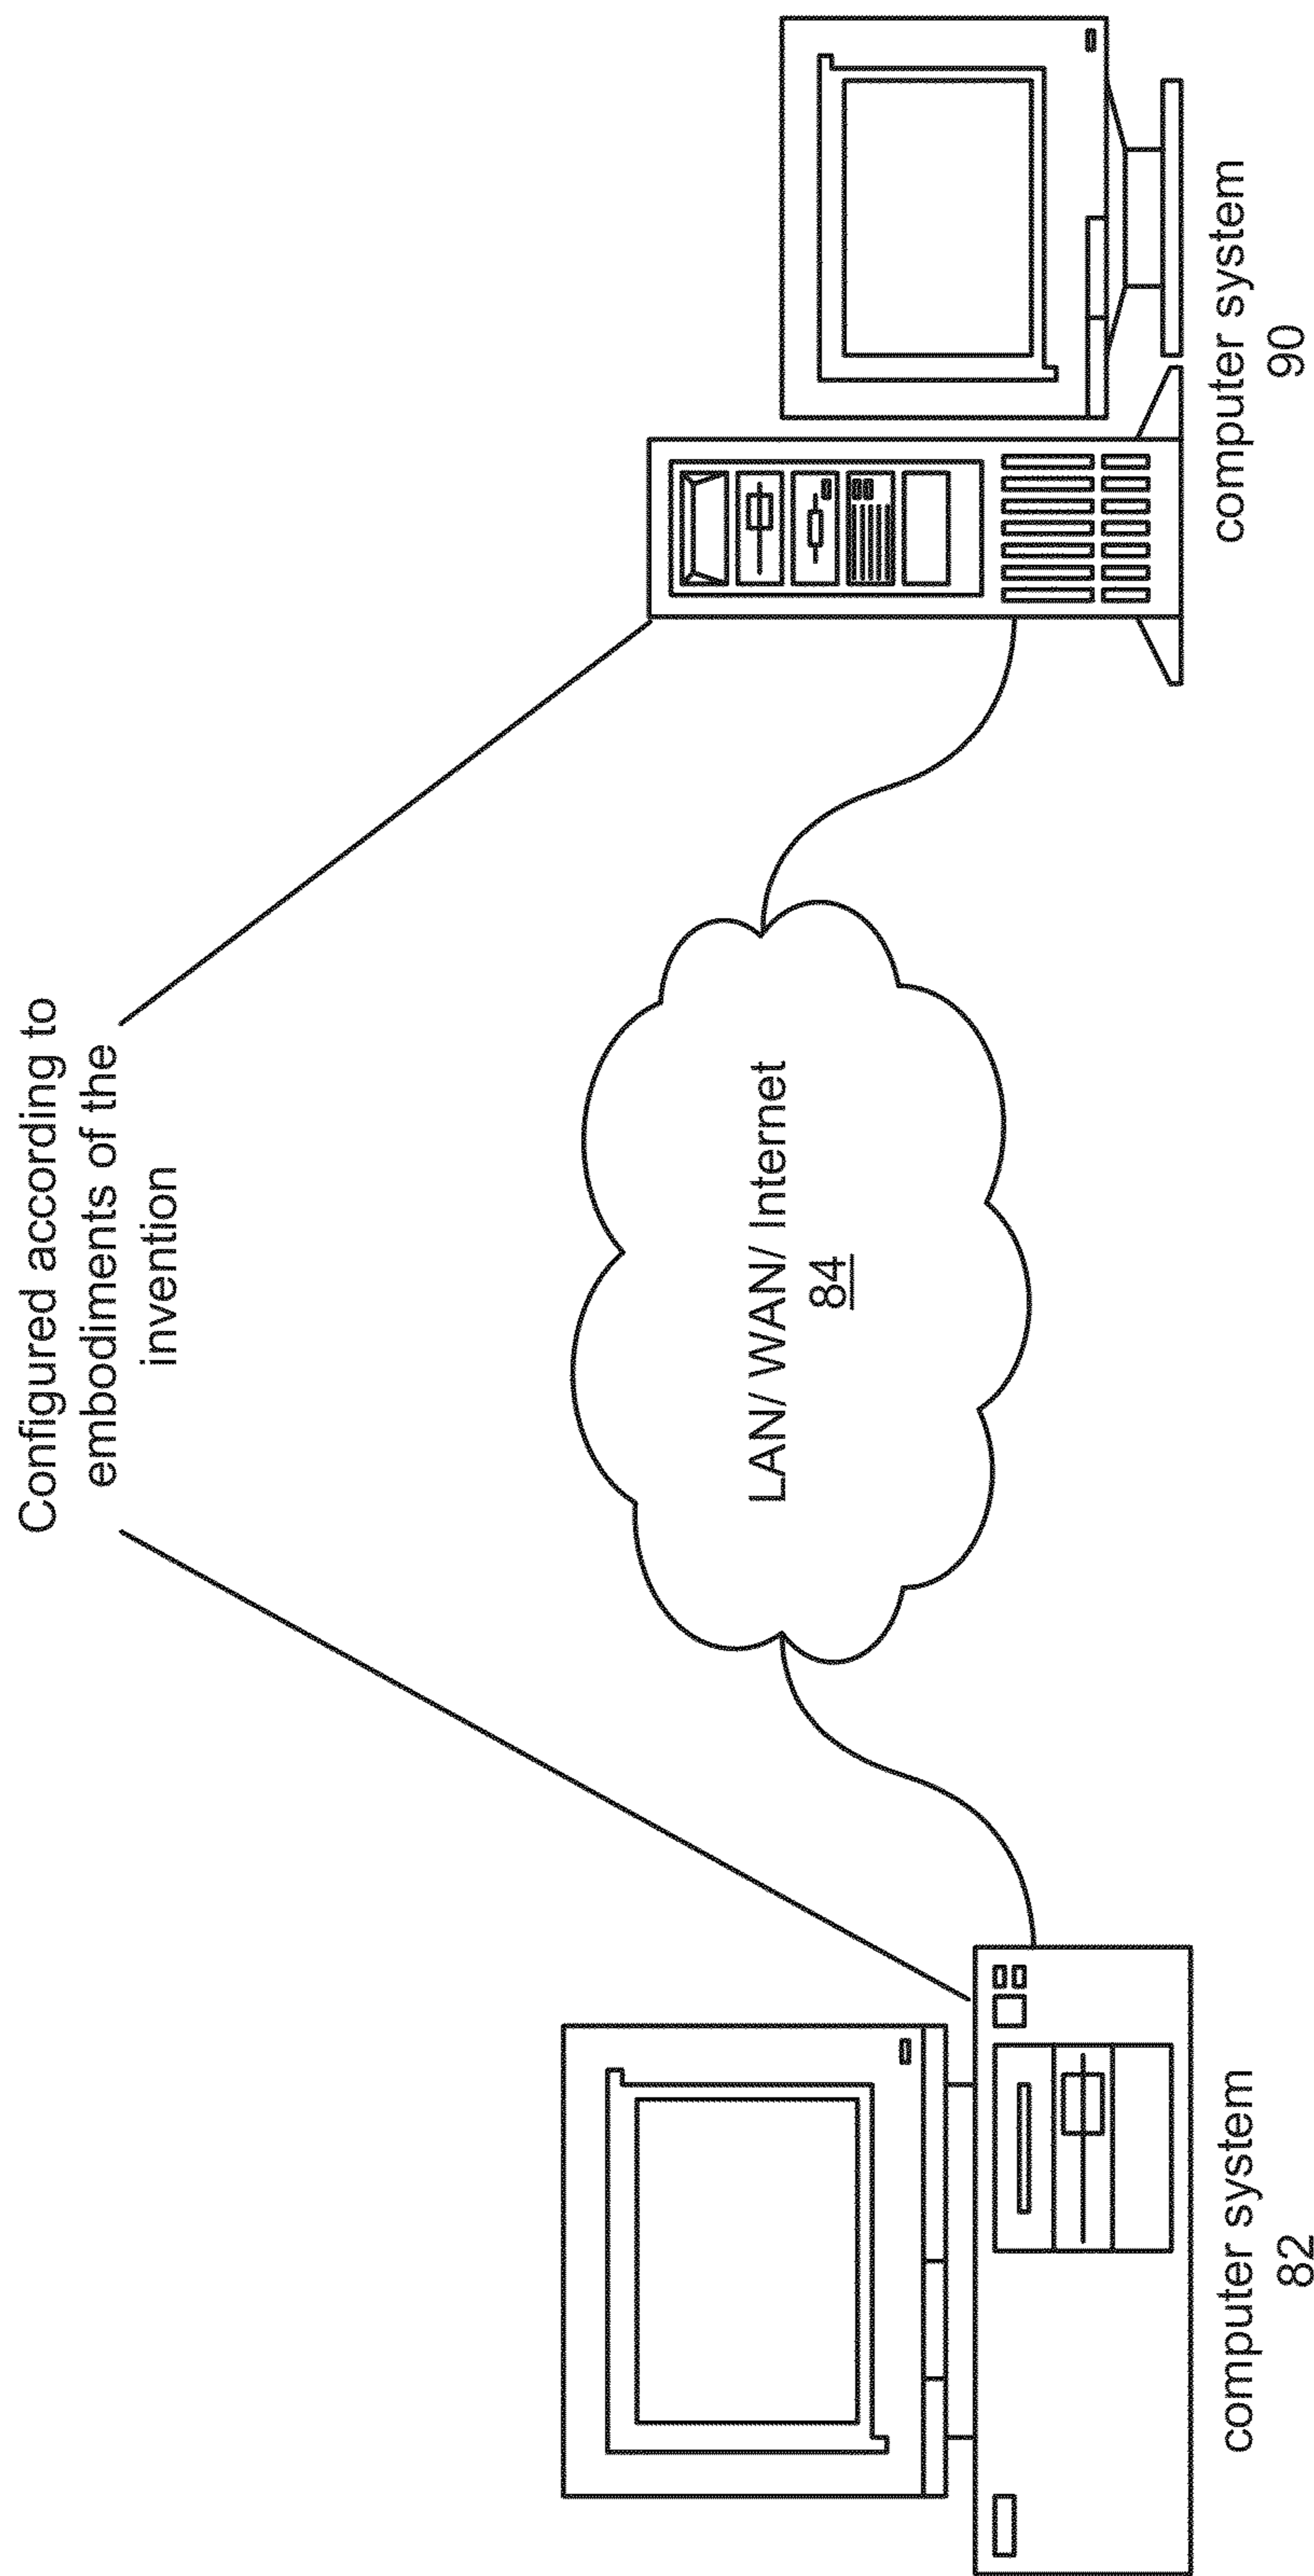 Configured according to
embodiments of the
invention
LAN/ WAN/ Internet
84
computer system
82
computer system
90